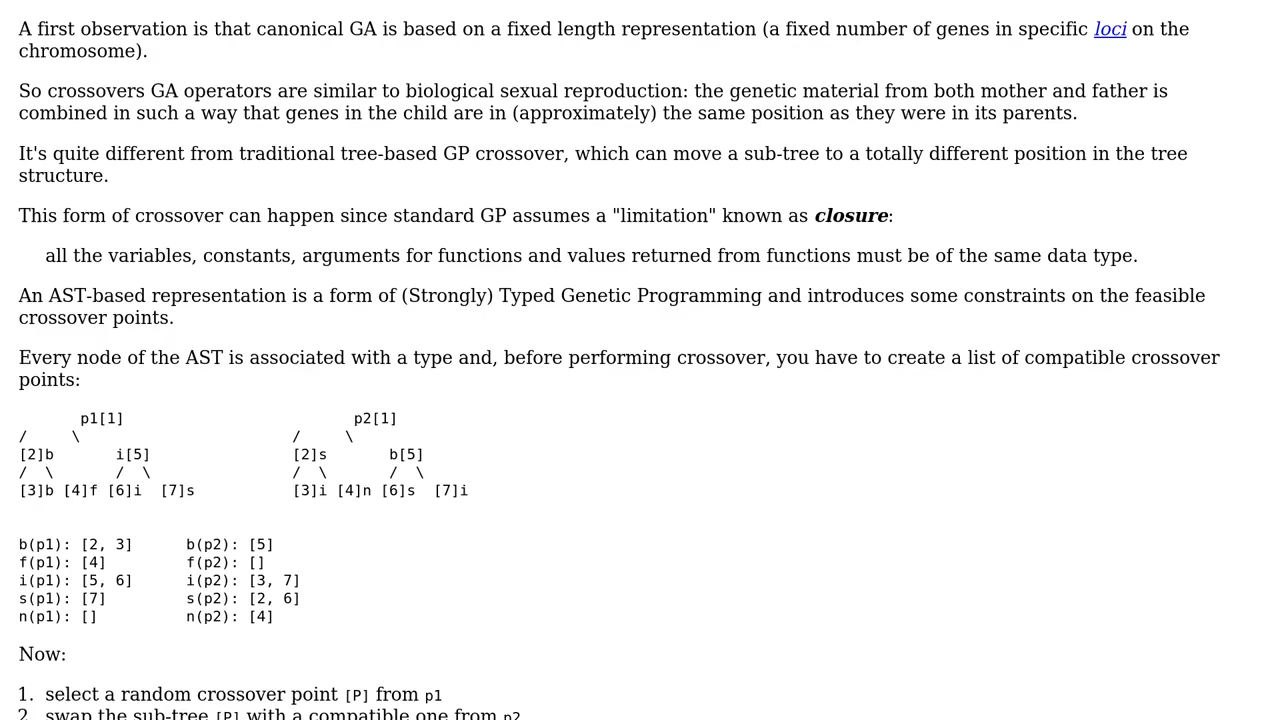 A first observation is that canonical GA is based on a fixed length representation (a fixed number of genes in specific loci on the
chromosome).
So crossovers GA operators are similar to biological sexual reproduction: the genetic material from both mother and father is
combined in such a way that genes in the child are in (approximately) the same position as they were in its parents.
It's quite different from traditional tree-based GP crossover, which can move a sub-tree to a totally different position in the tree
structure.
This form of crossover can happen since standard GP assumes a "limitation" known as closure:
all the variables, constants, arguments for functions and values returned from functions must be of the same data type.
An AST-based representation is a form of (Strongly) Typed Genetic Programming and introduces some constraints on the feasible
crossover points.
Every node of the AST is associated with a type and, before performing crossover, you have to create a list of compatible crossover
points:
       p1[1]                          p2[1]
/     \                        /     \
[2]b       i[5]                [2]s       b[5]
/  \       /  \                /  \       /  \
[3]b [4]f [6]i  [7]s           [3]i [4]n [6]s  [7]i
b(p1): [2, 3]      b(p2): [5]
f(p1): [4]         f(p2): []
i(p1): [5, 6]      i(p2): [3, 7]
s(p1): [7]         s(p2): [2, 6]
n(p1): []          n(p2): [4]
Now:
1. select a random crossover point [P] from p1
2. swap the sub-tree [P] with a compatible one from p2